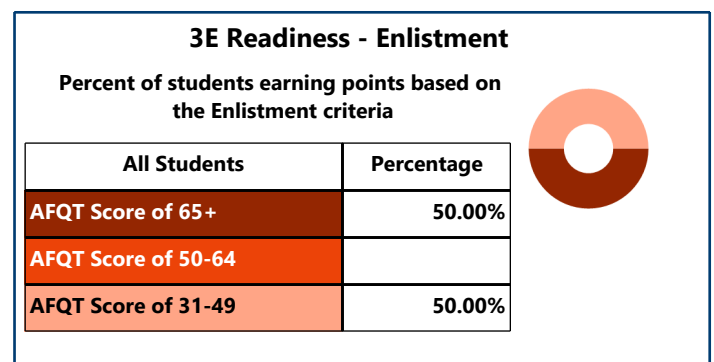 3E Readiness - Enlistment
Percent of students earning points based on
the Enlistment criteria
All Students Percentage
AFQT Score of 65+ 50.00%
AFQT Score of 50-64
AFQT Score of 31-49 50.00%